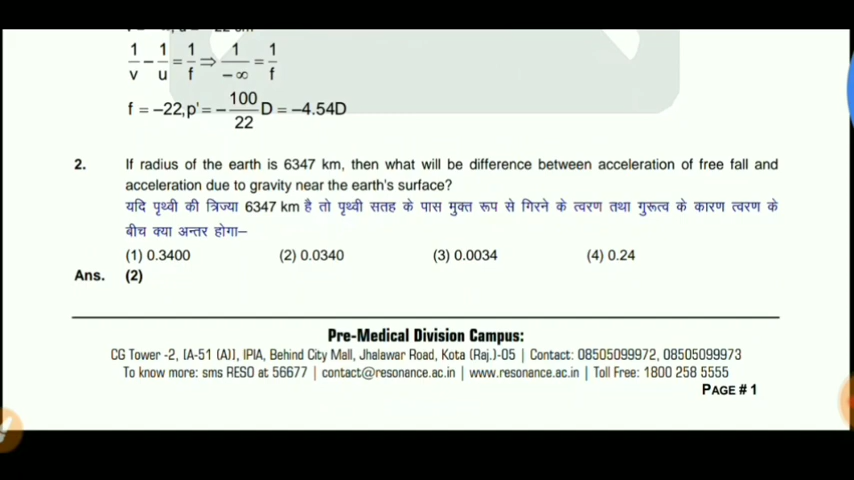 1/v − 1/u = 1/f ⇒ 1/−∞ = 1/f
f = −22, p' = −100/22 D = −4.54D
2. If radius of the earth is 6347 km, then what will be difference between acceleration of free fall and
acceleration due to gravity near the earth's surface?
यदि पृथ्वी की त्रिज्या 6347 km है तो पृथ्वी सतह के पास मुक्त रूप से गिरने के त्वरण तथा गुरूत्व के कारण त्वरण के
बीच क्या अन्तर होगा–
(1) 0.3400 (2) 0.0340 (3) 0.0034 (4) 0.24
Ans. (2)
Pre-Medical Division Campus:
CG Tower -2, [A-51 (A)], IPIA, Behind City Mall, Jhalawar Road, Kota (Raj.)-05 | Contact: 08505099972, 08505099973
To know more: sms RESO at 56677 | contact@resonance.ac.in | www.resonance.ac.in | Toll Free: 1800 258 5555
PAGE # 1